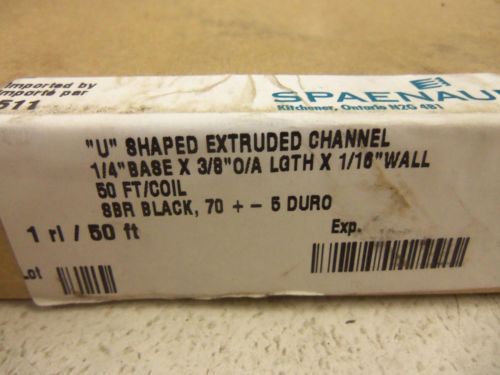 Imported by
Importé par
511
SPAENAUR
Kitchener, Ontario N2G 4B1
"U" SHAPED EXTRUDED CHANNEL
1/4"BASE X 3/8"O/A LGTH X 1/16"WALL
50 FT/COIL
SBR BLACK, 70 + - 5 DURO
1 rl / 50 ft
Exp.
Lot